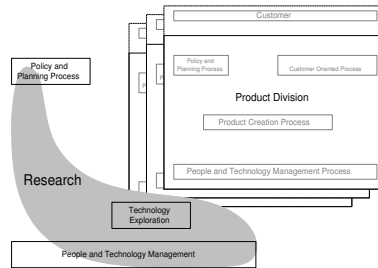 Customer
Policy and
Planning Process
Policy and
Planning Process
Customer Oriented Process
Product Division
Product Creation Process
Research
People and Technology Management Process
Technology
Exploration
People and Technology Management